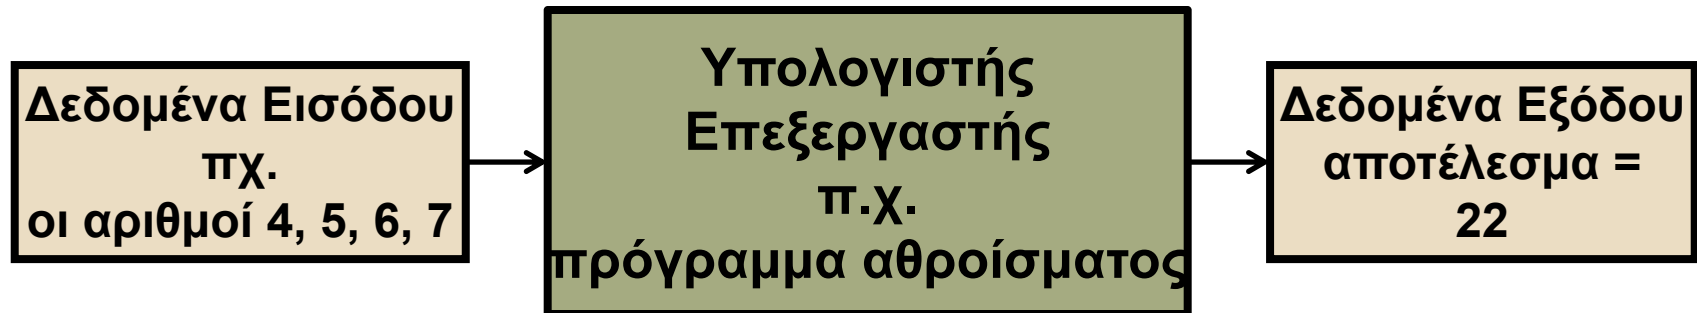 Δεδομένα Εισόδου
πχ.
οι αριθμοί 4, 5, 6, 7
Υπολογιστής
Επεξεργαστής
π.χ.
πρόγραμμα αθροίσματος
Δεδομένα Εξόδου
αποτέλεσμα =
22